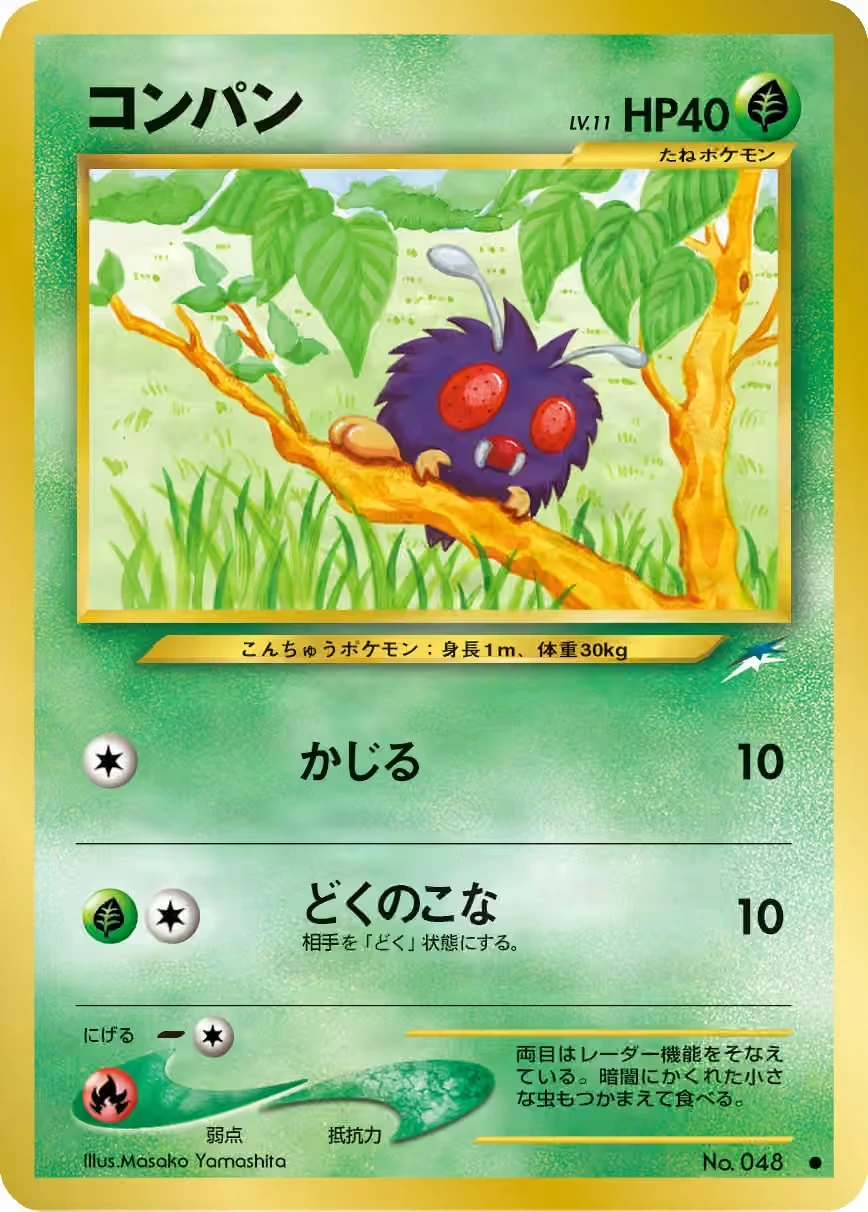 コンパン
LV.11 HP40
たねポケモン
こんちゅうポケモン：身長1m、体重30kg
かじる 10
どくのこな 10
相手を「どく」状態にする。
にげる
弱点 抵抗力
両目はレーダー機能をそなえ
ている。暗闇にかくれた小さ
な虫もつかまえて食べる。
Illus.Masako Yamashita
No. 048